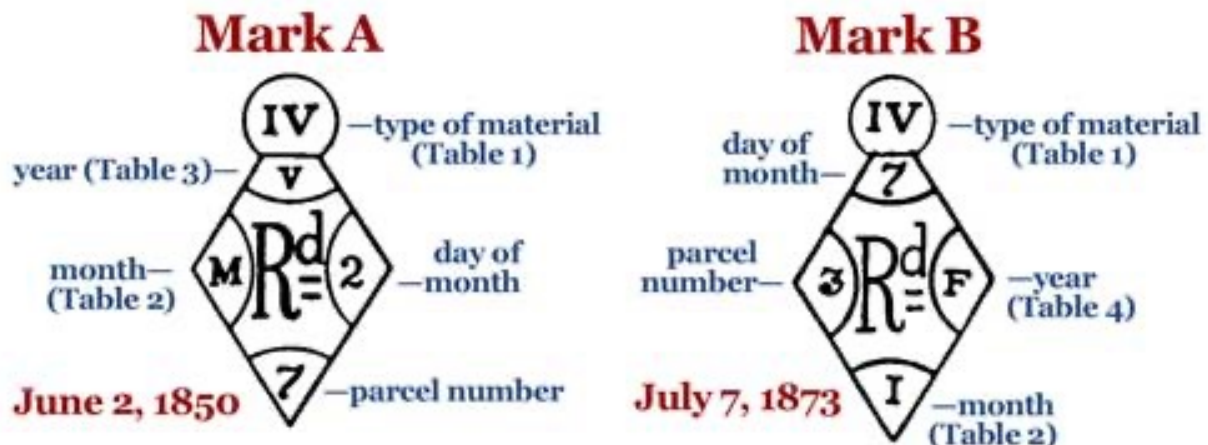 Mark A
IV
—type of material
(Table 1)
year (Table 3)—
V
month—
(Table 2)
M
Rd
2
day of
—month
7
—parcel number
June 2, 1850
Mark B
IV
—type of material
(Table 1)
day of
month—
7
parcel
number—
3
Rd
F
—year
(Table 4)
I
—month
(Table 2)
July 7, 1873